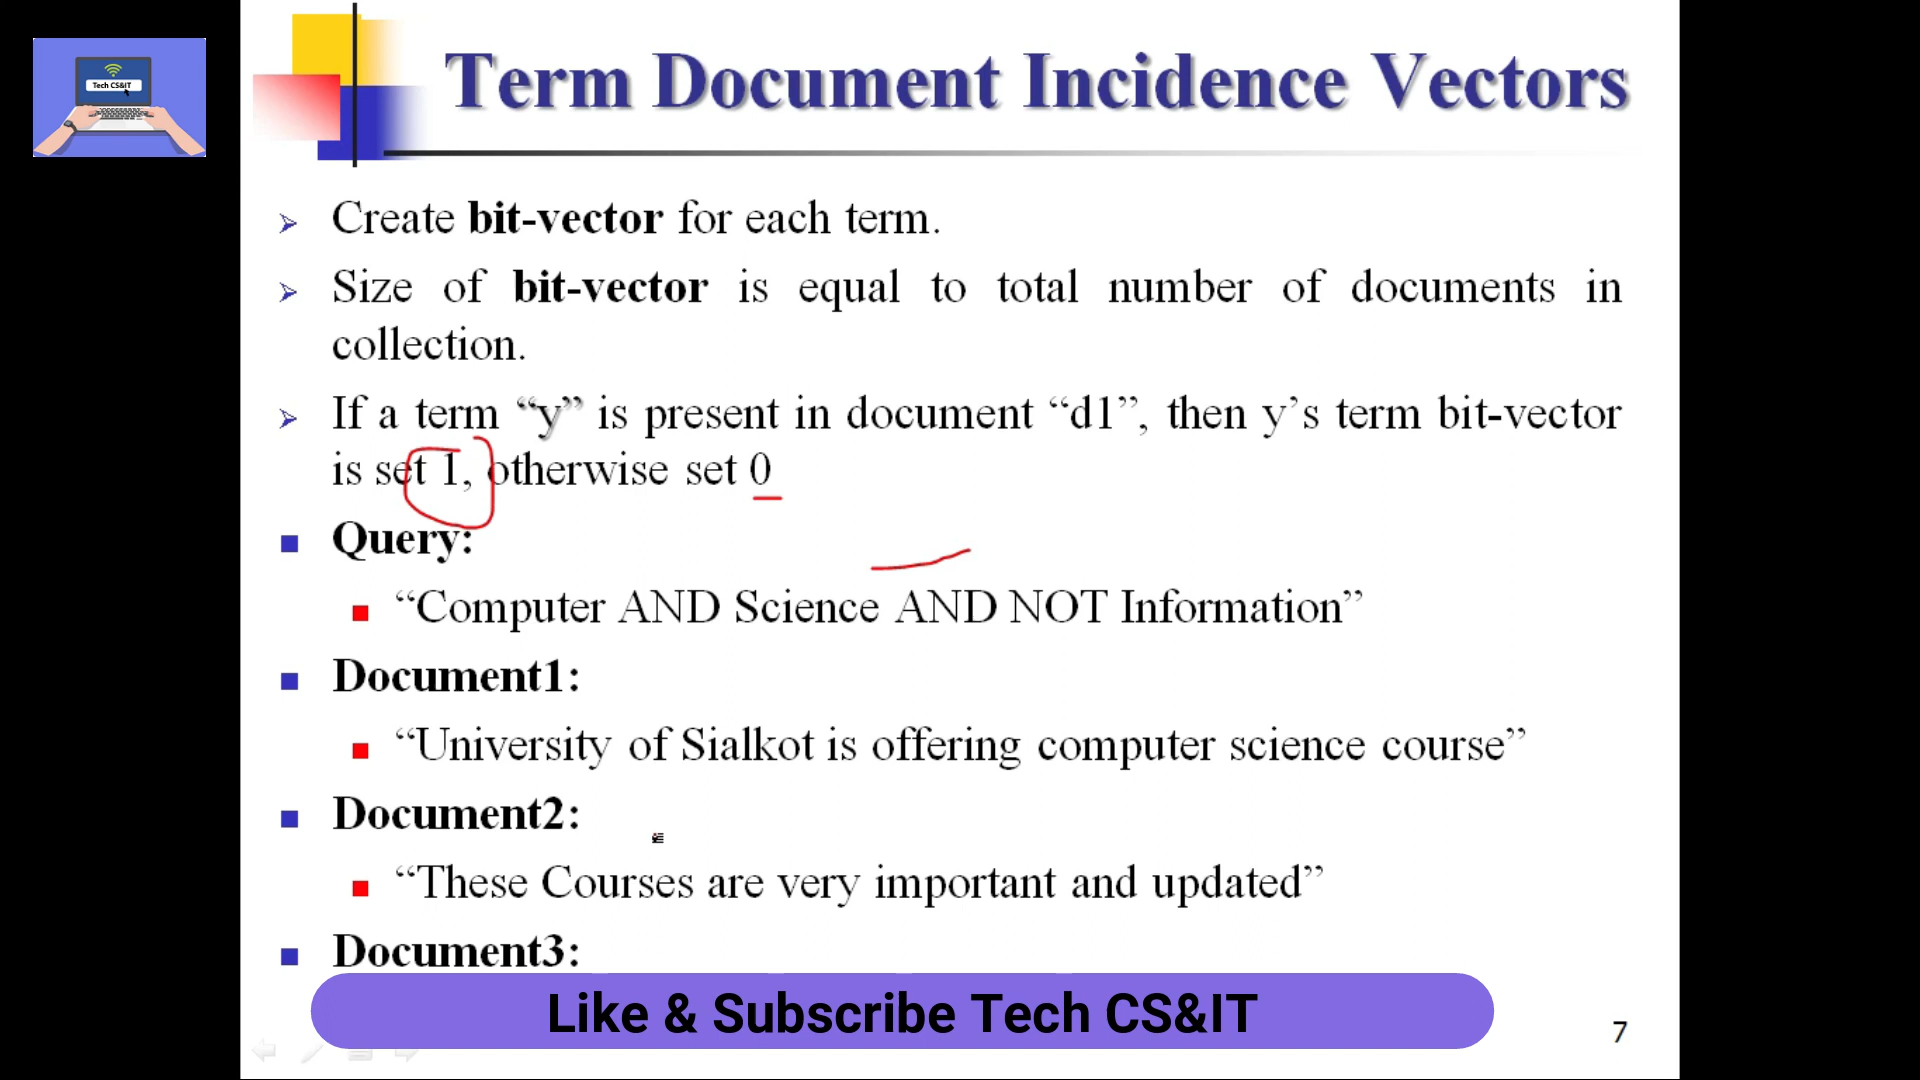 Tech CS&IT
Term Document Incidence Vectors
Create bit-vector for each term.
Size of bit-vector is equal to total number of documents in
collection.
If a term “y” is present in document “d1”, then y’s term bit-vector
is set 1, otherwise set 0
Query:
“Computer AND Science AND NOT Information”
Document1:
“University of Sialkot is offering computer science course”
Document2:
“These Courses are very important and updated”
Document3:
Like & Subscribe Tech CS&IT
7